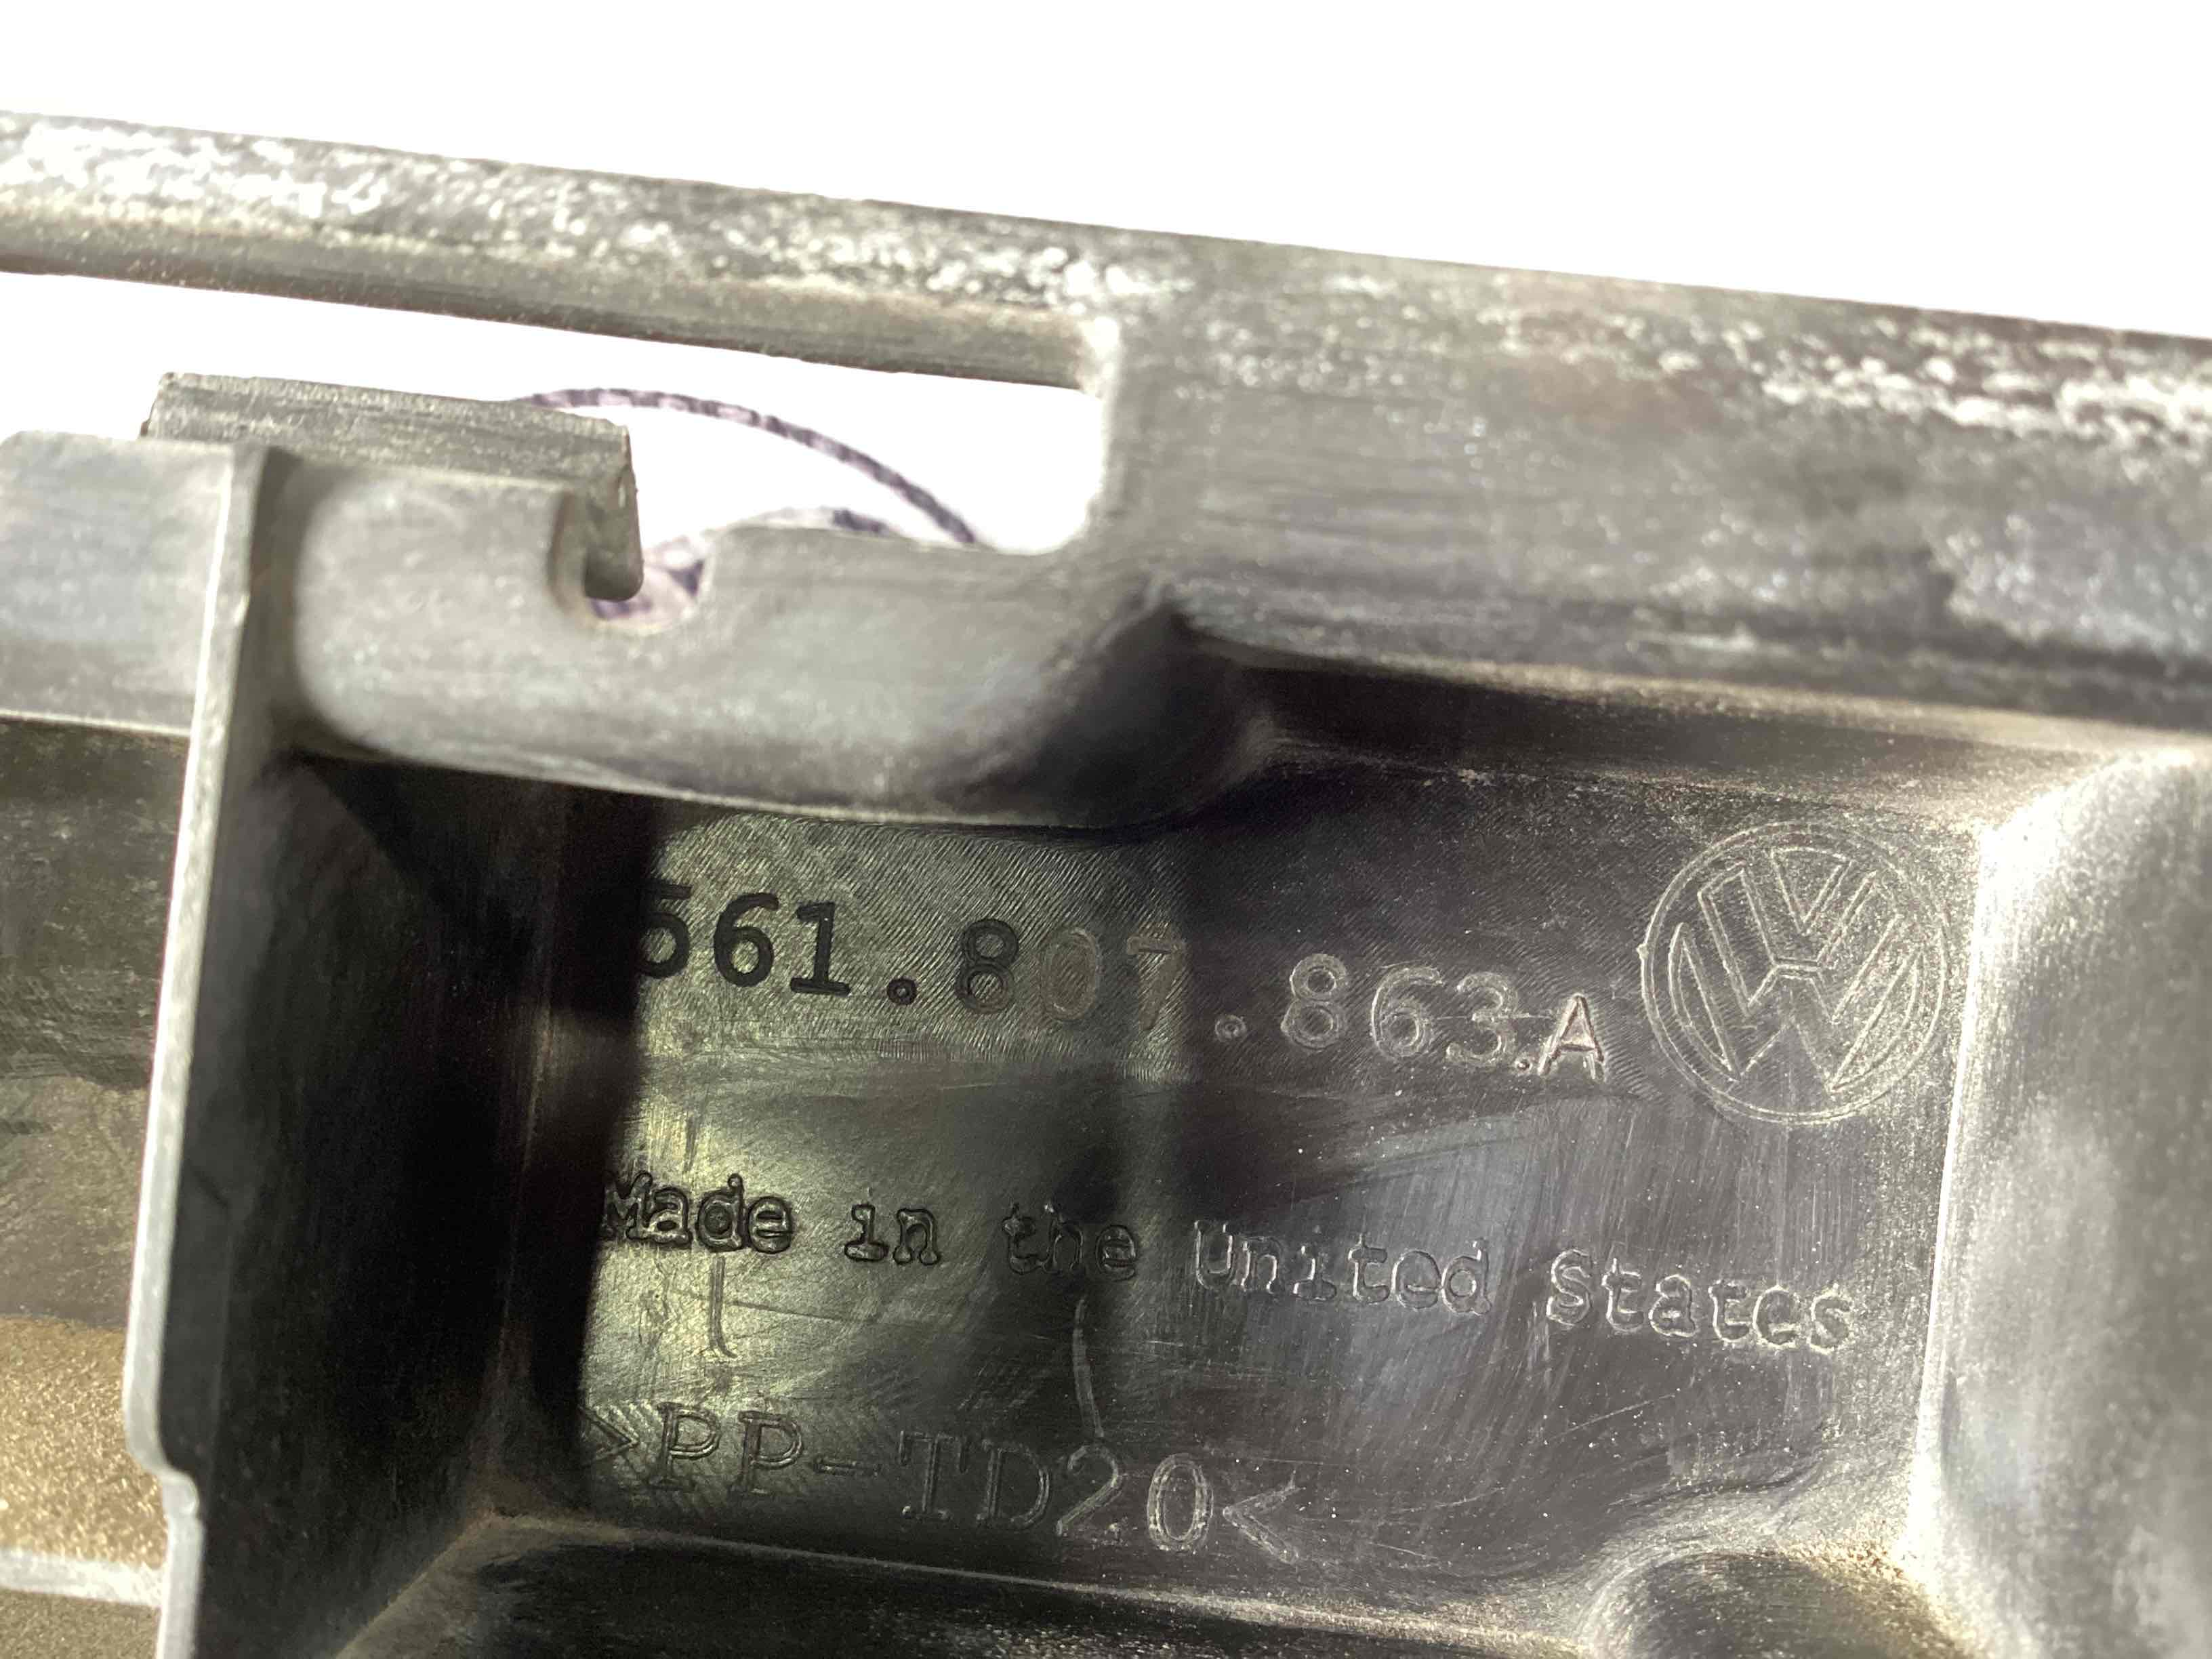 561.807.863.A
Made in the United States
>PP-TD20<